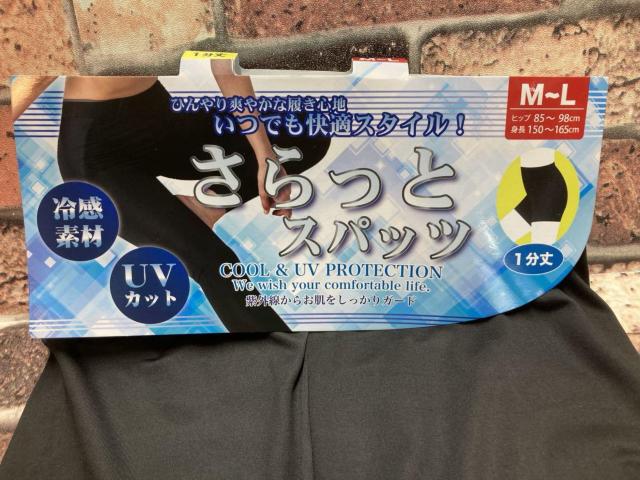 1分丈
M~L
ひんやり爽やかな履き心地
いつでも快適スタイル!
さらっと
スパッツ
COOL & UV PROTECTION
We wish your comfortable life.
紫外線からお肌をしっかりガード
冷感
素材
UV
カット
M~L
ヒップ 85~98cm
身長 150~165cm
1分丈